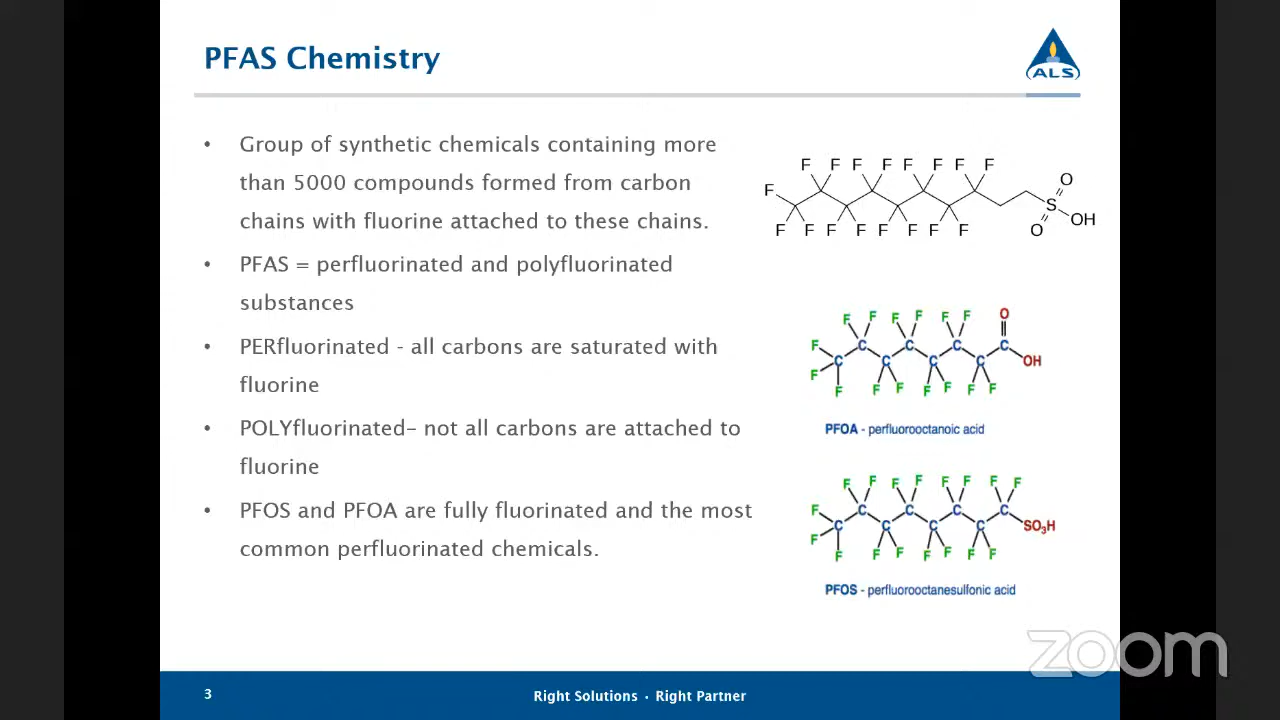 PFAS Chemistry
ALS
• Group of synthetic chemicals containing more
than 5000 compounds formed from carbon
chains with fluorine attached to these chains.
• PFAS = perfluorinated and polyfluorinated
substances
• PERfluorinated - all carbons are saturated with
fluorine
• POLYfluorinated– not all carbons are attached to
fluorine
• PFOS and PFOA are fully fluorinated and the most
common perfluorinated chemicals.
F F F F F F F F
F O
S
OH
F F F F F F F F O
F F F F F F O
F C C C C
C C C C OH
F
F F F F F F F
PFOA - perfluorooctanoic acid
F F F F F F F F
F C C C C
C C C C SO₃H
F
F F F F F F F
PFOS - perfluorooctanesulfonic acid
zoom
3
Right Solutions · Right Partner